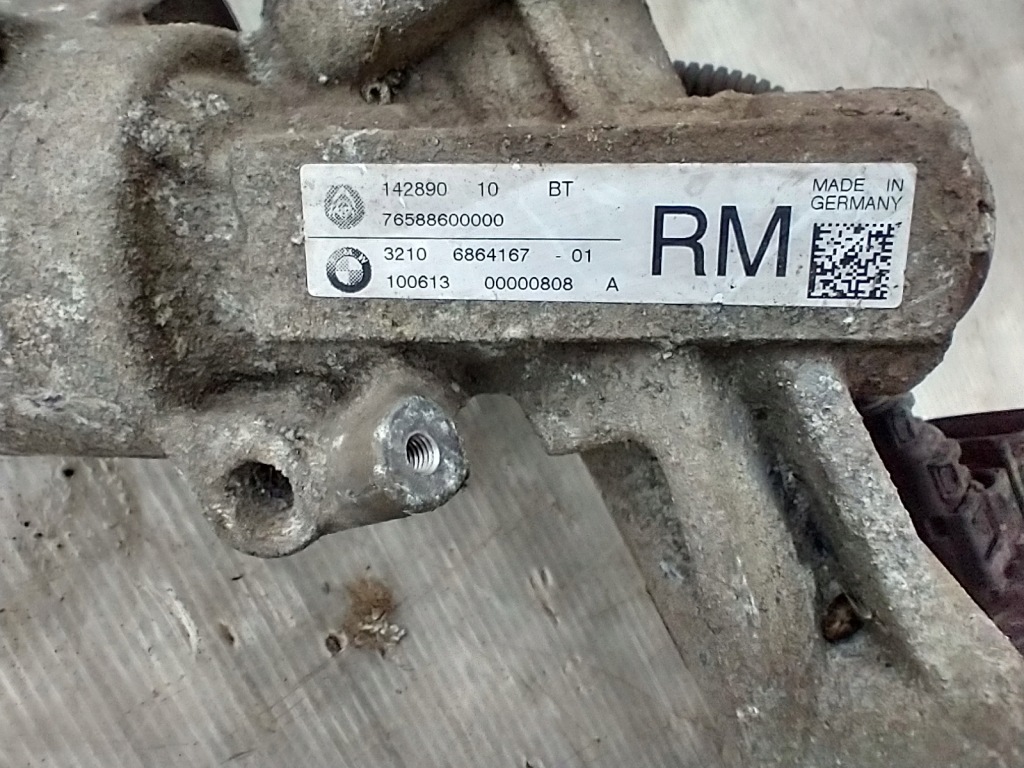 142890 10 BT
76588600000
3210 6864167 - 01
100613 00000808 A
RM
MADE IN
GERMANY